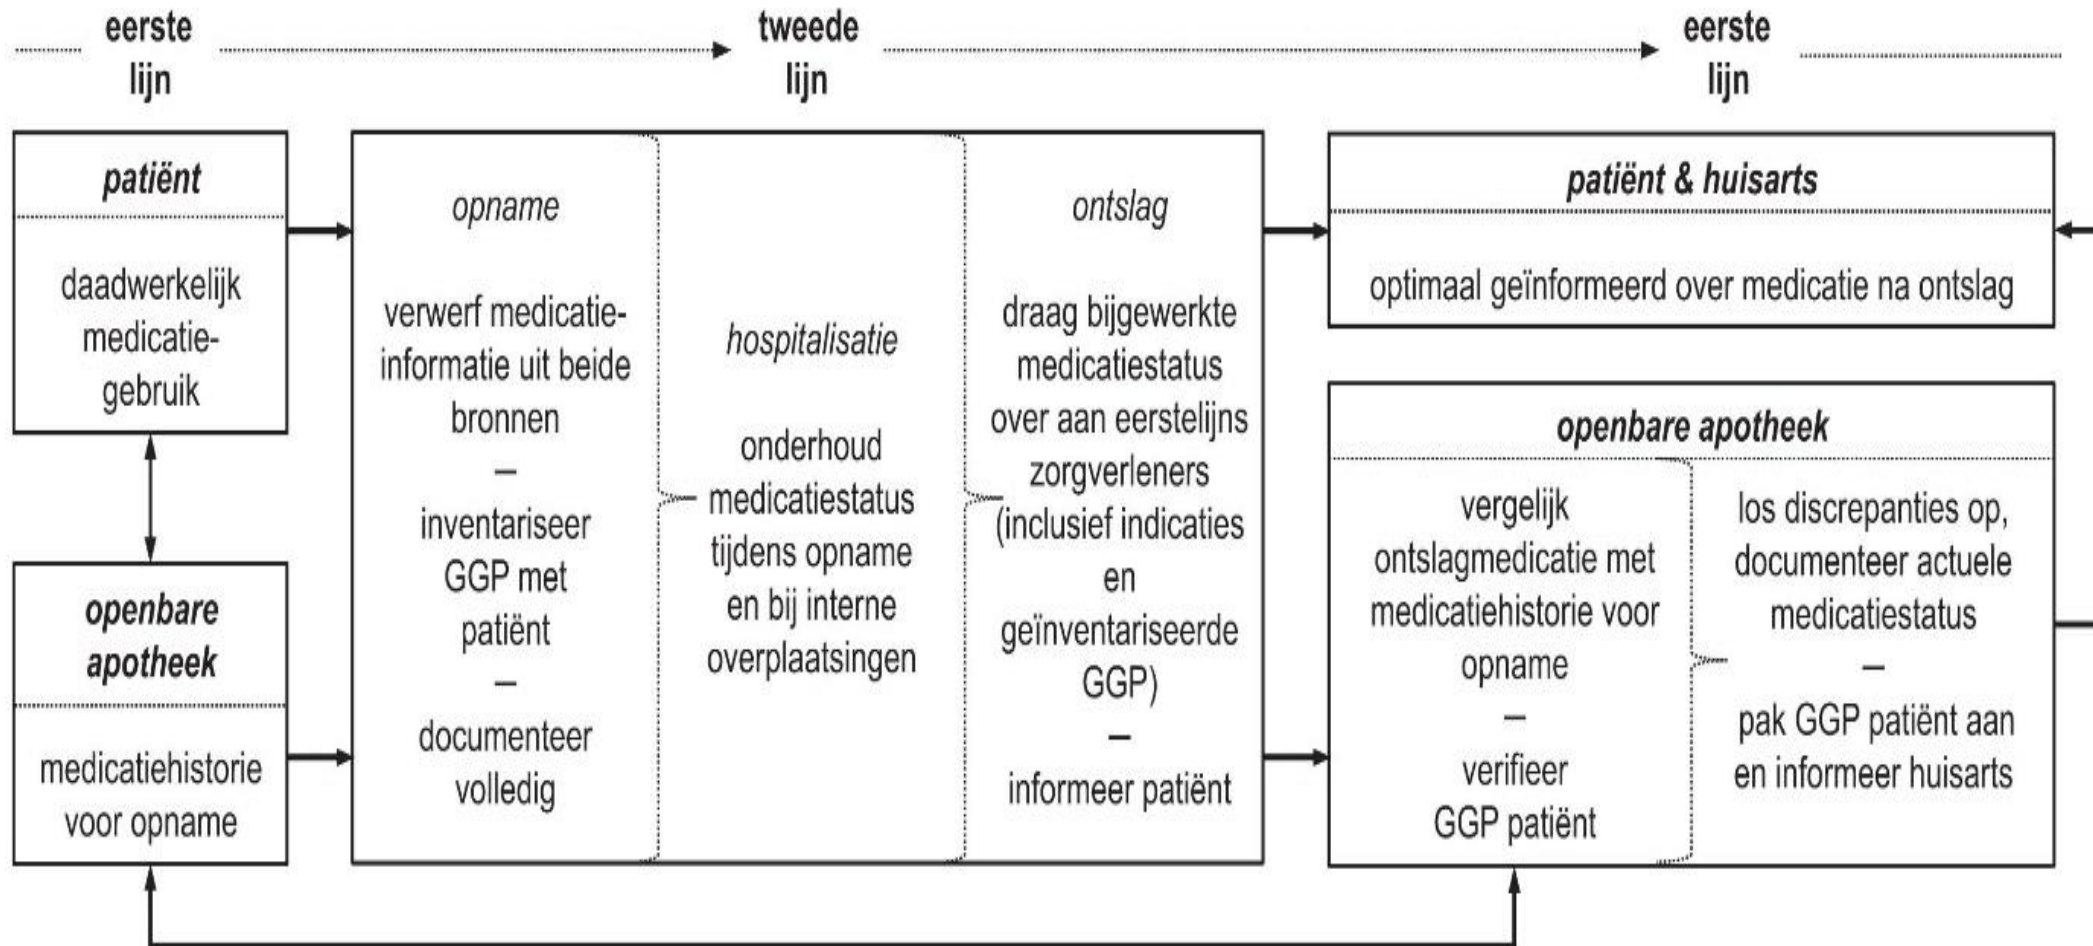 eerste
lijn
tweede
lijn
eerste
lijn
patiënt
daadwerkelijk
medicatie-
gebruik
openbare
apotheek
medicatiehistorie
voor opname
opname
verwerf medicatie-
informatie uit beide
bronnen
–
inventariseer
GGP met
patiënt
–
documenteer
volledig
hospitalisatie
onderhoud
medicatiestatus
tijdens opname
en bij interne
overplaatsingen
ontslag
draag bijgewerkte
medicatiestatus
over aan eerstelijns
zorgverleners
(inclusief indicaties
en
geïnventariseerde
GGP)
–
informeer patiënt
patiënt & huisarts
optimaal geïnformeerd over medicatie na ontslag
openbare apotheek
vergelijk
ontslagmedicatie met
medicatiehistorie voor
opname
–
verifieer
GGP patiënt
los discrepanties op,
documenteer actuele
medicatiestatus
–
pak GGP patiënt aan
en informeer huisarts